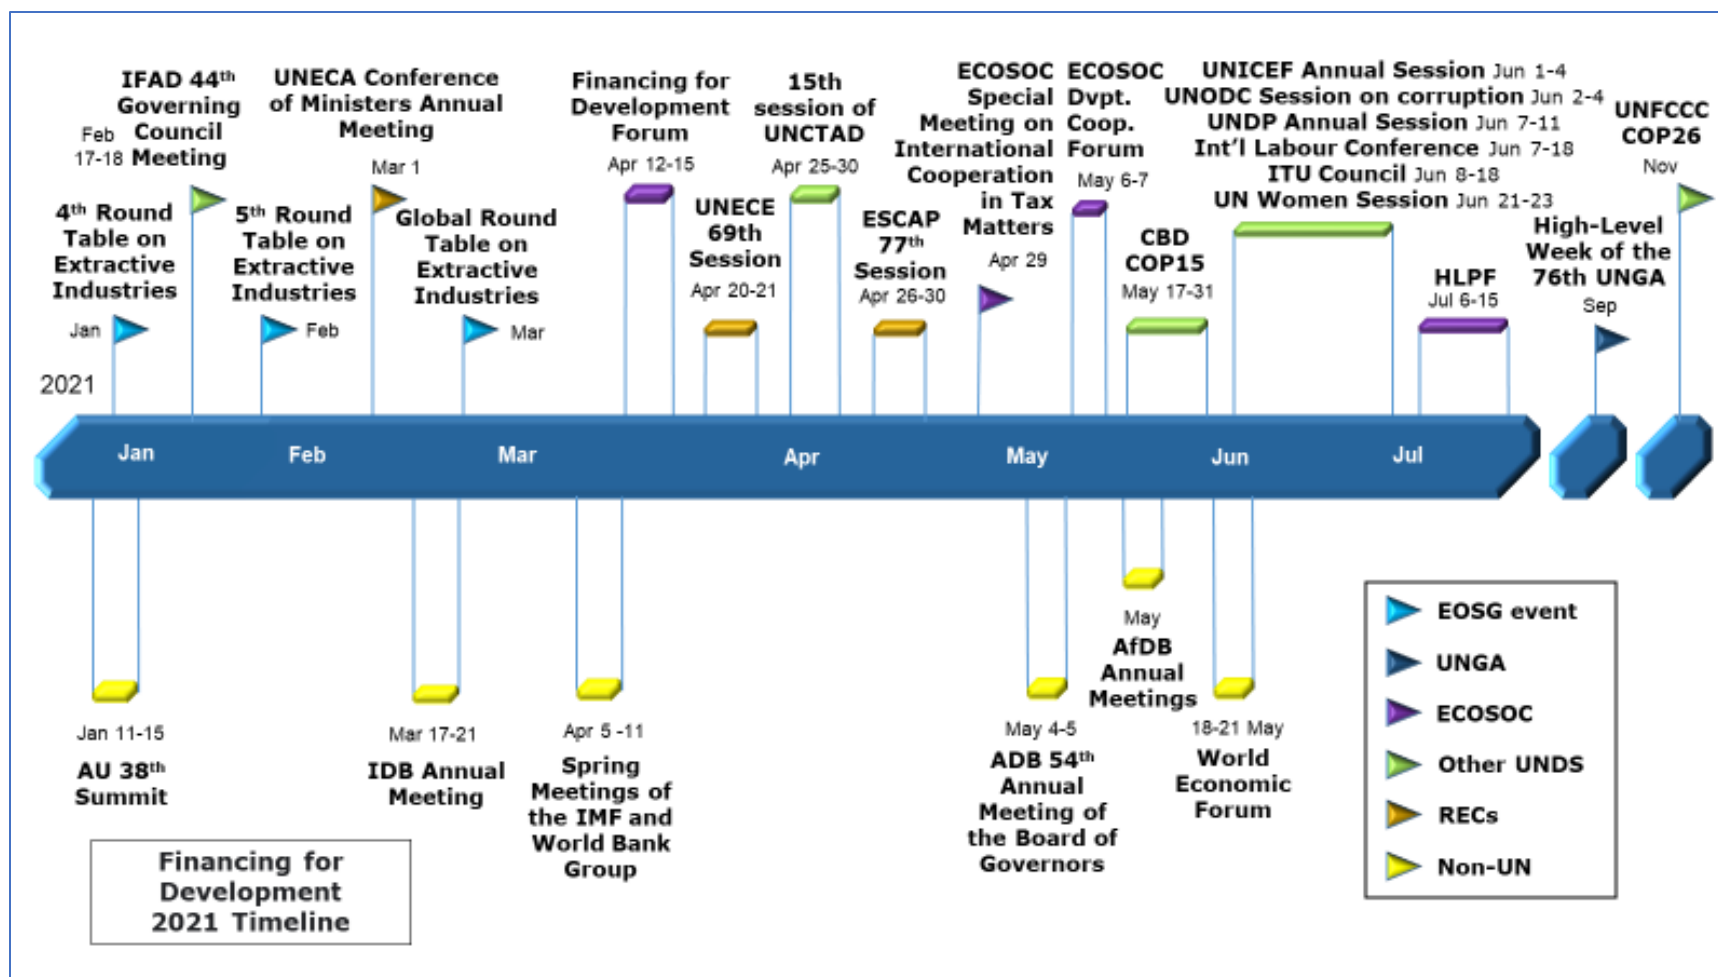 IFAD 44th
Governing
Council
Meeting
Feb
17-18
UNECA Conference
of Ministers Annual
Meeting
Mar 1
Financing for
Development
Forum
Apr 12-15
15th
session of
UNCTAD
Apr 25-30
ECOSOC
Special
Meeting on
International
Cooperation
in Tax
Matters
Apr 29
ECOSOC
Dvpt.
Coop.
Forum
May 6-7
UNICEF Annual Session Jun 1-4
UNODC Session on corruption Jun 2-4
UNDP Annual Session Jun 7-11
Int'l Labour Conference Jun 7-18
ITU Council Jun 8-18
UN Women Session Jun 21-23
UNFCCC
COP26
Nov
4th Round
Table on
Extractive
Industries
Jan
5th Round
Table on
Extractive
Industries
Feb
Global Round
Table on
Extractive
Industries
Mar
UNECE
69th
Session
Apr 20-21
ESCAP
77th
Session
Apr 26-30
CBD
COP15
May 17-31
HLPF
Jul 6-15
High-Level
Week of the
76th UNGA
Sep
2021
Jan
Feb
Mar
Apr
May
Jun
Jul
Jan 11-15
AU 38th
Summit
Mar 17-21
IDB Annual
Meeting
Apr 5 -11
Spring
Meetings of
the IMF and
World Bank
Group
May 4-5
ADB 54th
Annual
Meeting of
the Board of
Governors
May
AfDB
Annual
Meetings
18-21 May
World
Economic
Forum
EOSG event
UNGA
ECOSOC
Other UNDS
RECs
Non-UN
Financing for
Development
2021 Timeline